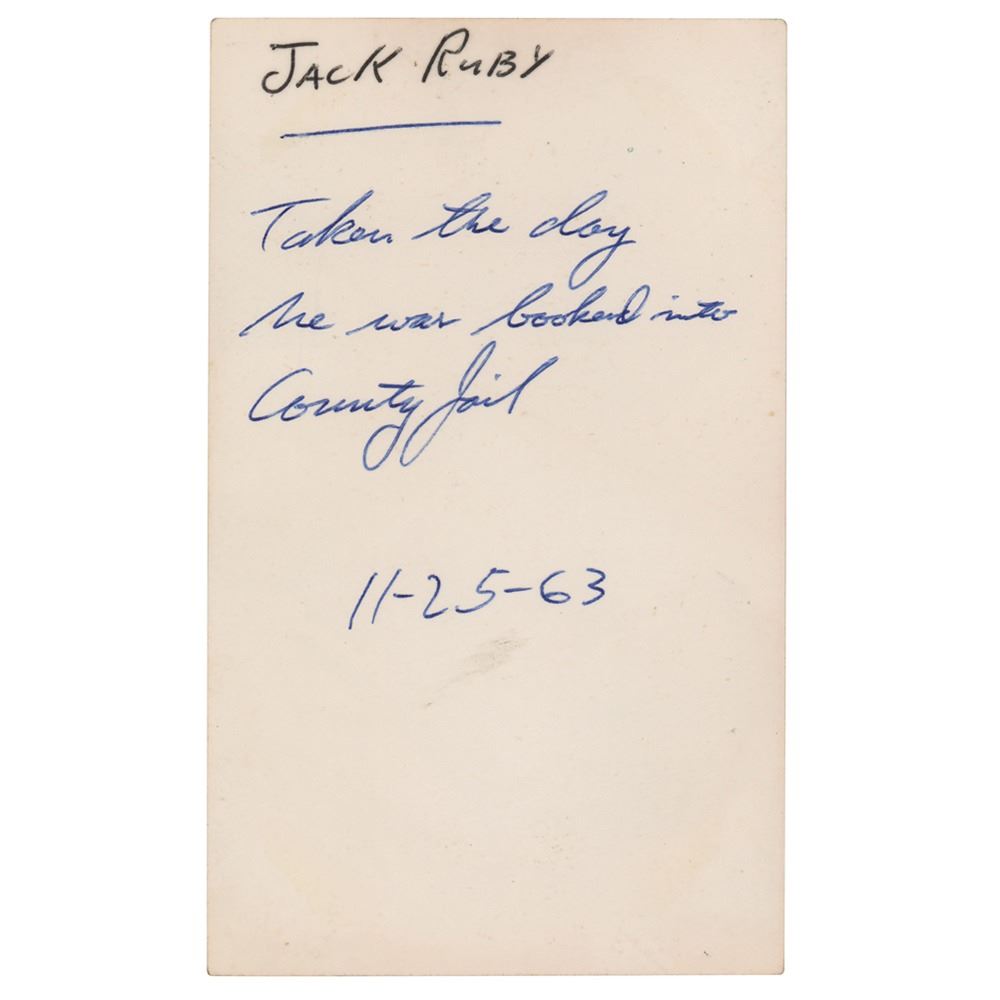 JACK RUBY
Taken the day
he was booked into
County Jail
11-25-63